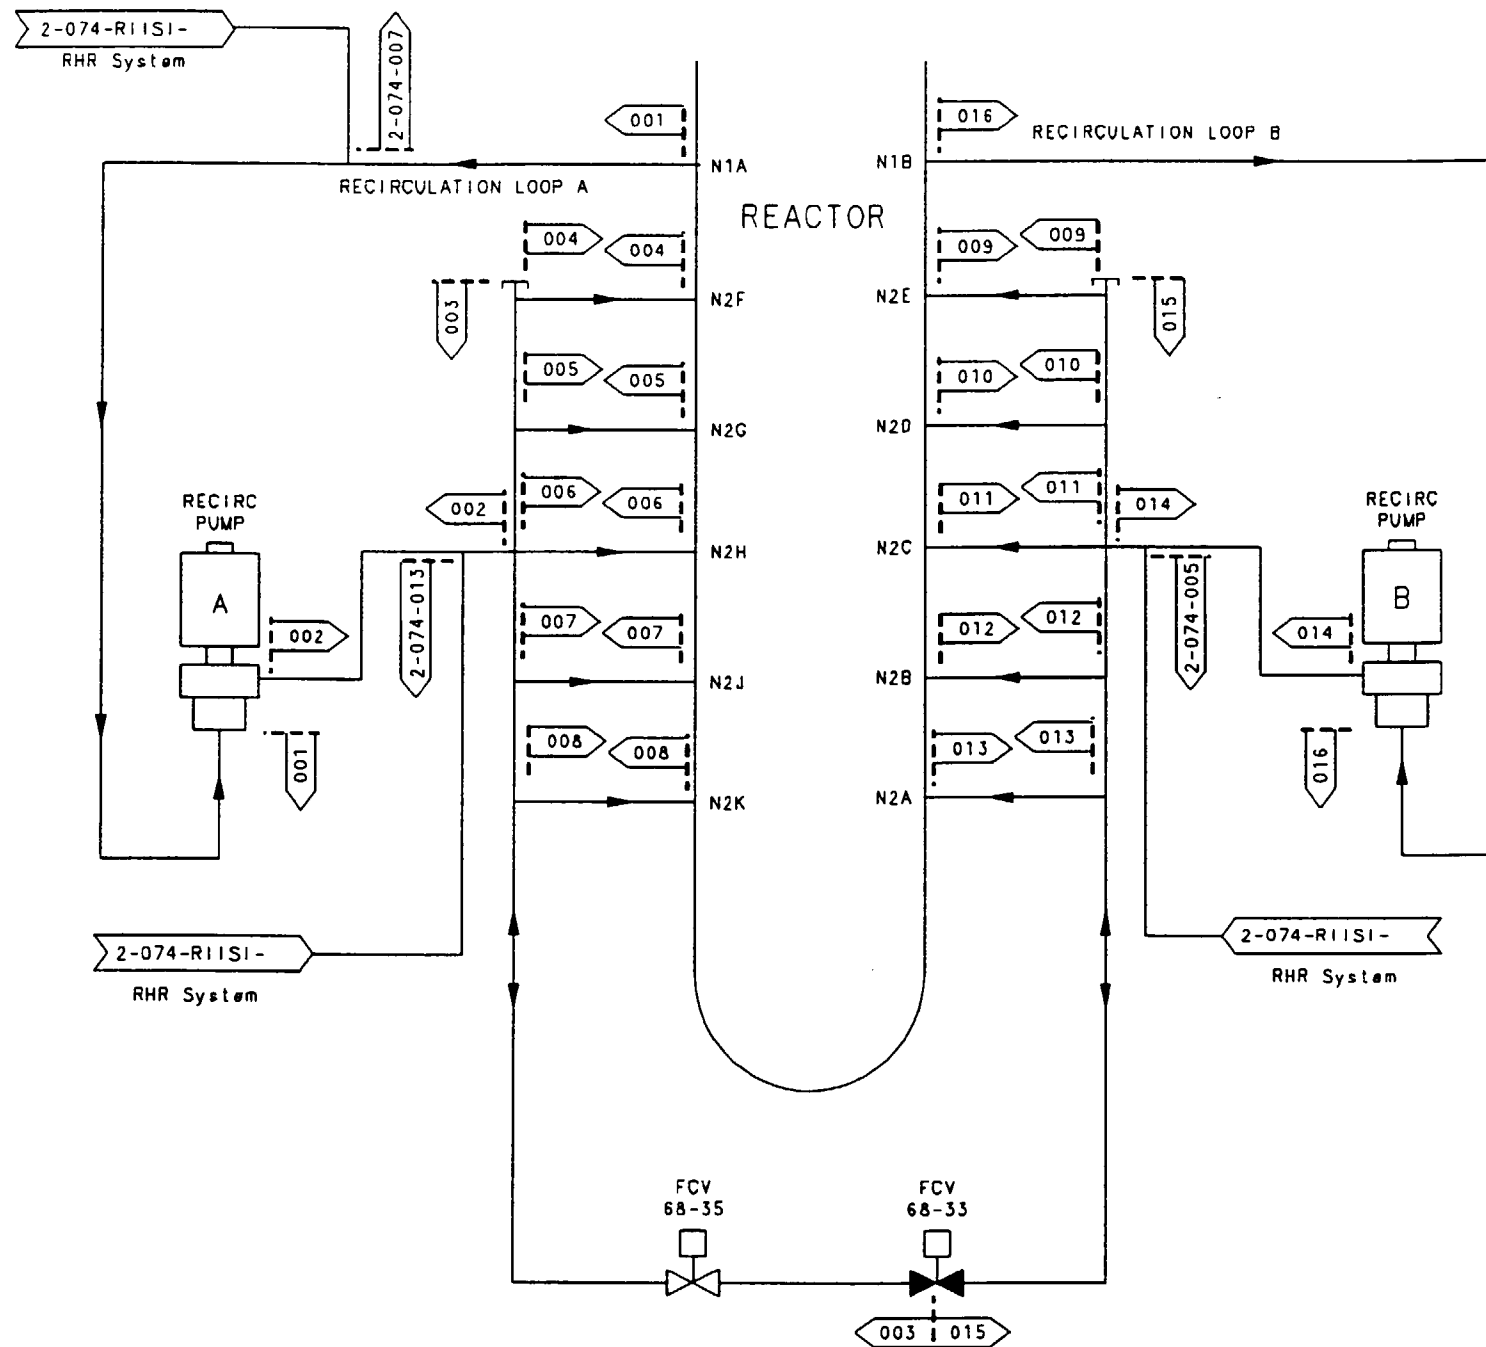 2-074-R11S1-
RHR System
2-074-007
001
016
RECIRCULATION LOOP B
N1A
N1B
RECIRCULATION LOOP A
REACTOR
004
004
009
009
003
N2F
N2E
015
005
005
010
010
N2G
N2D
006
006
011
011
002
014
RECIRC
PUMP
RECIRC
PUMP
N2H
N2C
A
2-074-013
2-074-005
B
002
007
007
012
012
014
N2J
N2B
001
008
008
013
013
016
N2K
N2A
2-074-R11S1-
RHR System
2-074-R11S1-
RHR System
FCV
68-35
FCV
68-33
003
015